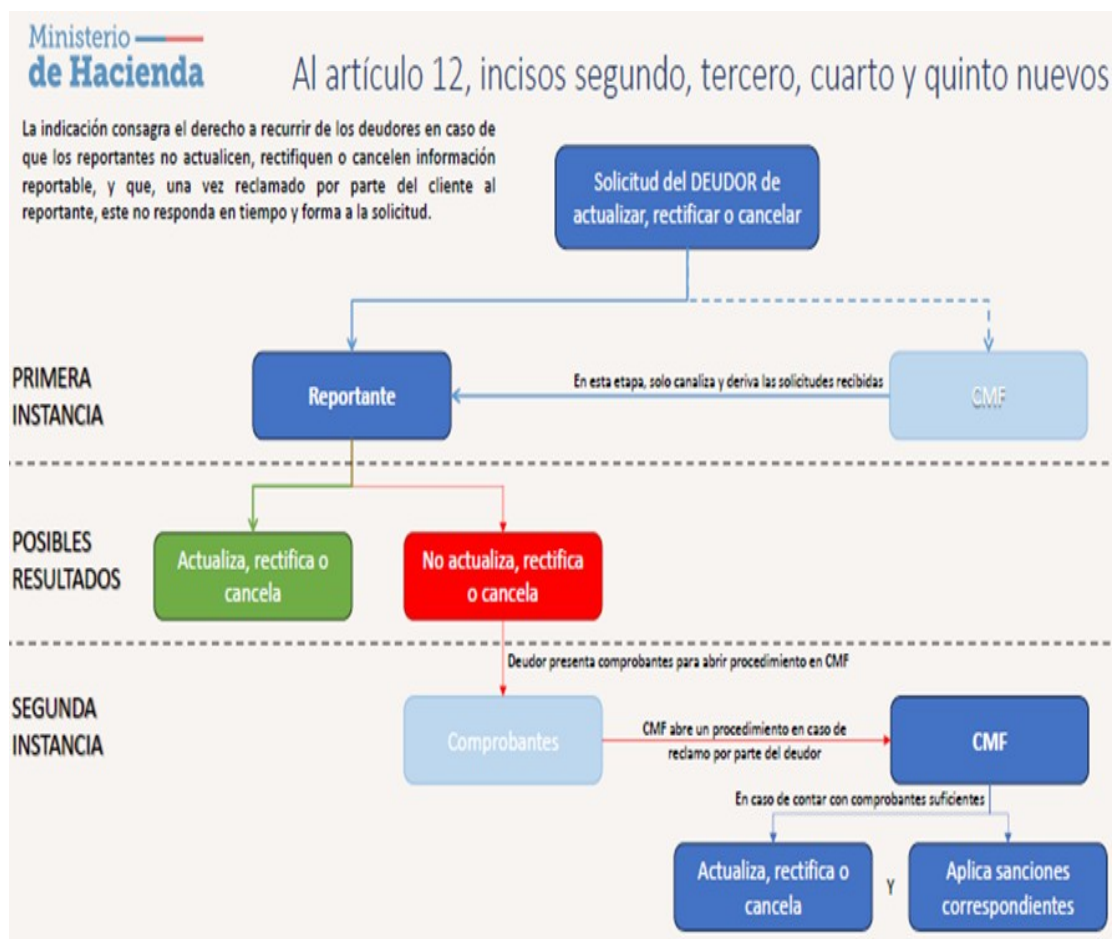 Ministerio
de Hacienda
Al artículo 12, incisos segundo, tercero, cuarto y quinto nuevos
La indicación consagra el derecho a recurrir de los deudores en caso de
que los reportantes no actualicen, rectifiquen o cancelen información
reportable, y que, una vez reclamado por parte del cliente al
reportante, este no responda en tiempo y forma a la solicitud.
Solicitud del DEUDOR de
actualizar, rectificar o cancelar
PRIMERA
INSTANCIA
Reportante
En esta etapa, solo canaliza y deriva las solicitudes recibidas
CMF
POSIBLES
RESULTADOS
Actualiza, rectifica o
cancela
No actualiza, rectifica
o cancela
Deudor presenta comprobantes para abrir procedimiento en CMF
SEGUNDA
INSTANCIA
Comprobantes
CMF abre un procedimiento en caso de
reclamo por parte del deudor
CMF
En caso de contar con comprobantes suficientes
Actualiza, rectifica o
cancela
Y
Aplica sanciones
correspondientes